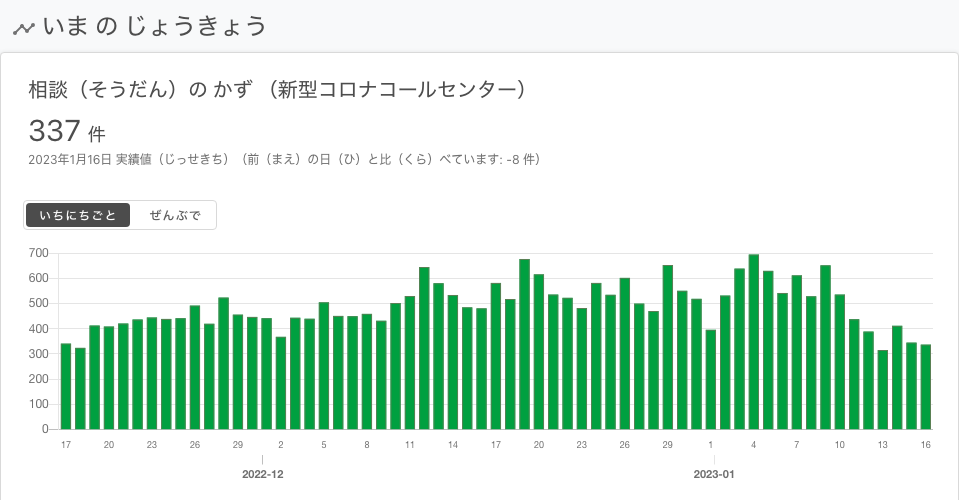 いま の じょうきょう
相談（そうだん）の かず （新型コロナコールセンター）
337 件
2023年1月16日 実績値（じっせきち）（前（まえ）の日（ひ）と比（くら）べています: -8 件）
いちにちごと ぜんぶで
700
600
500
400
300
200
100
0
17 20 23 26 29 2 5 8 11 14 17 20 23 26 29 1 4 7 10 13 16
2022-12 2023-01